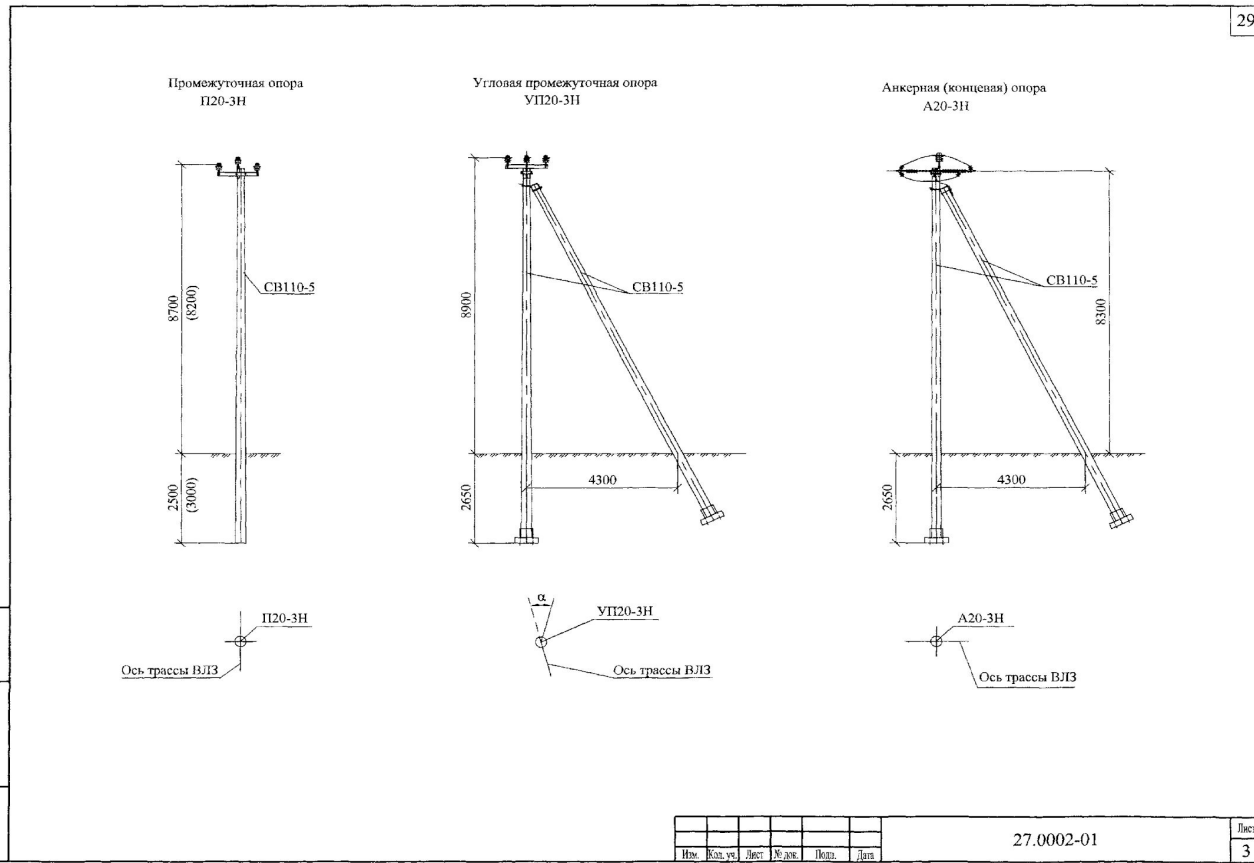 29
Промежуточная опора
П20-3Н
Угловая промежуточная опора
УП20-3Н
Анкерная (концевая) опора
А20-3Н
СВ110-5
8700
(8200)
2500
(3000)
СВ110-5
8900
2650
4300
СВ110-5
8300
2650
4300
П20-3Н
Ось трассы ВЛЗ
α
УП20-3Н
Ось трассы ВЛЗ
А20-3Н
Ось трассы ВЛЗ
Изм. Кол. уч. Лист № док. Подп. Дата
27.0002-01
Лист
3